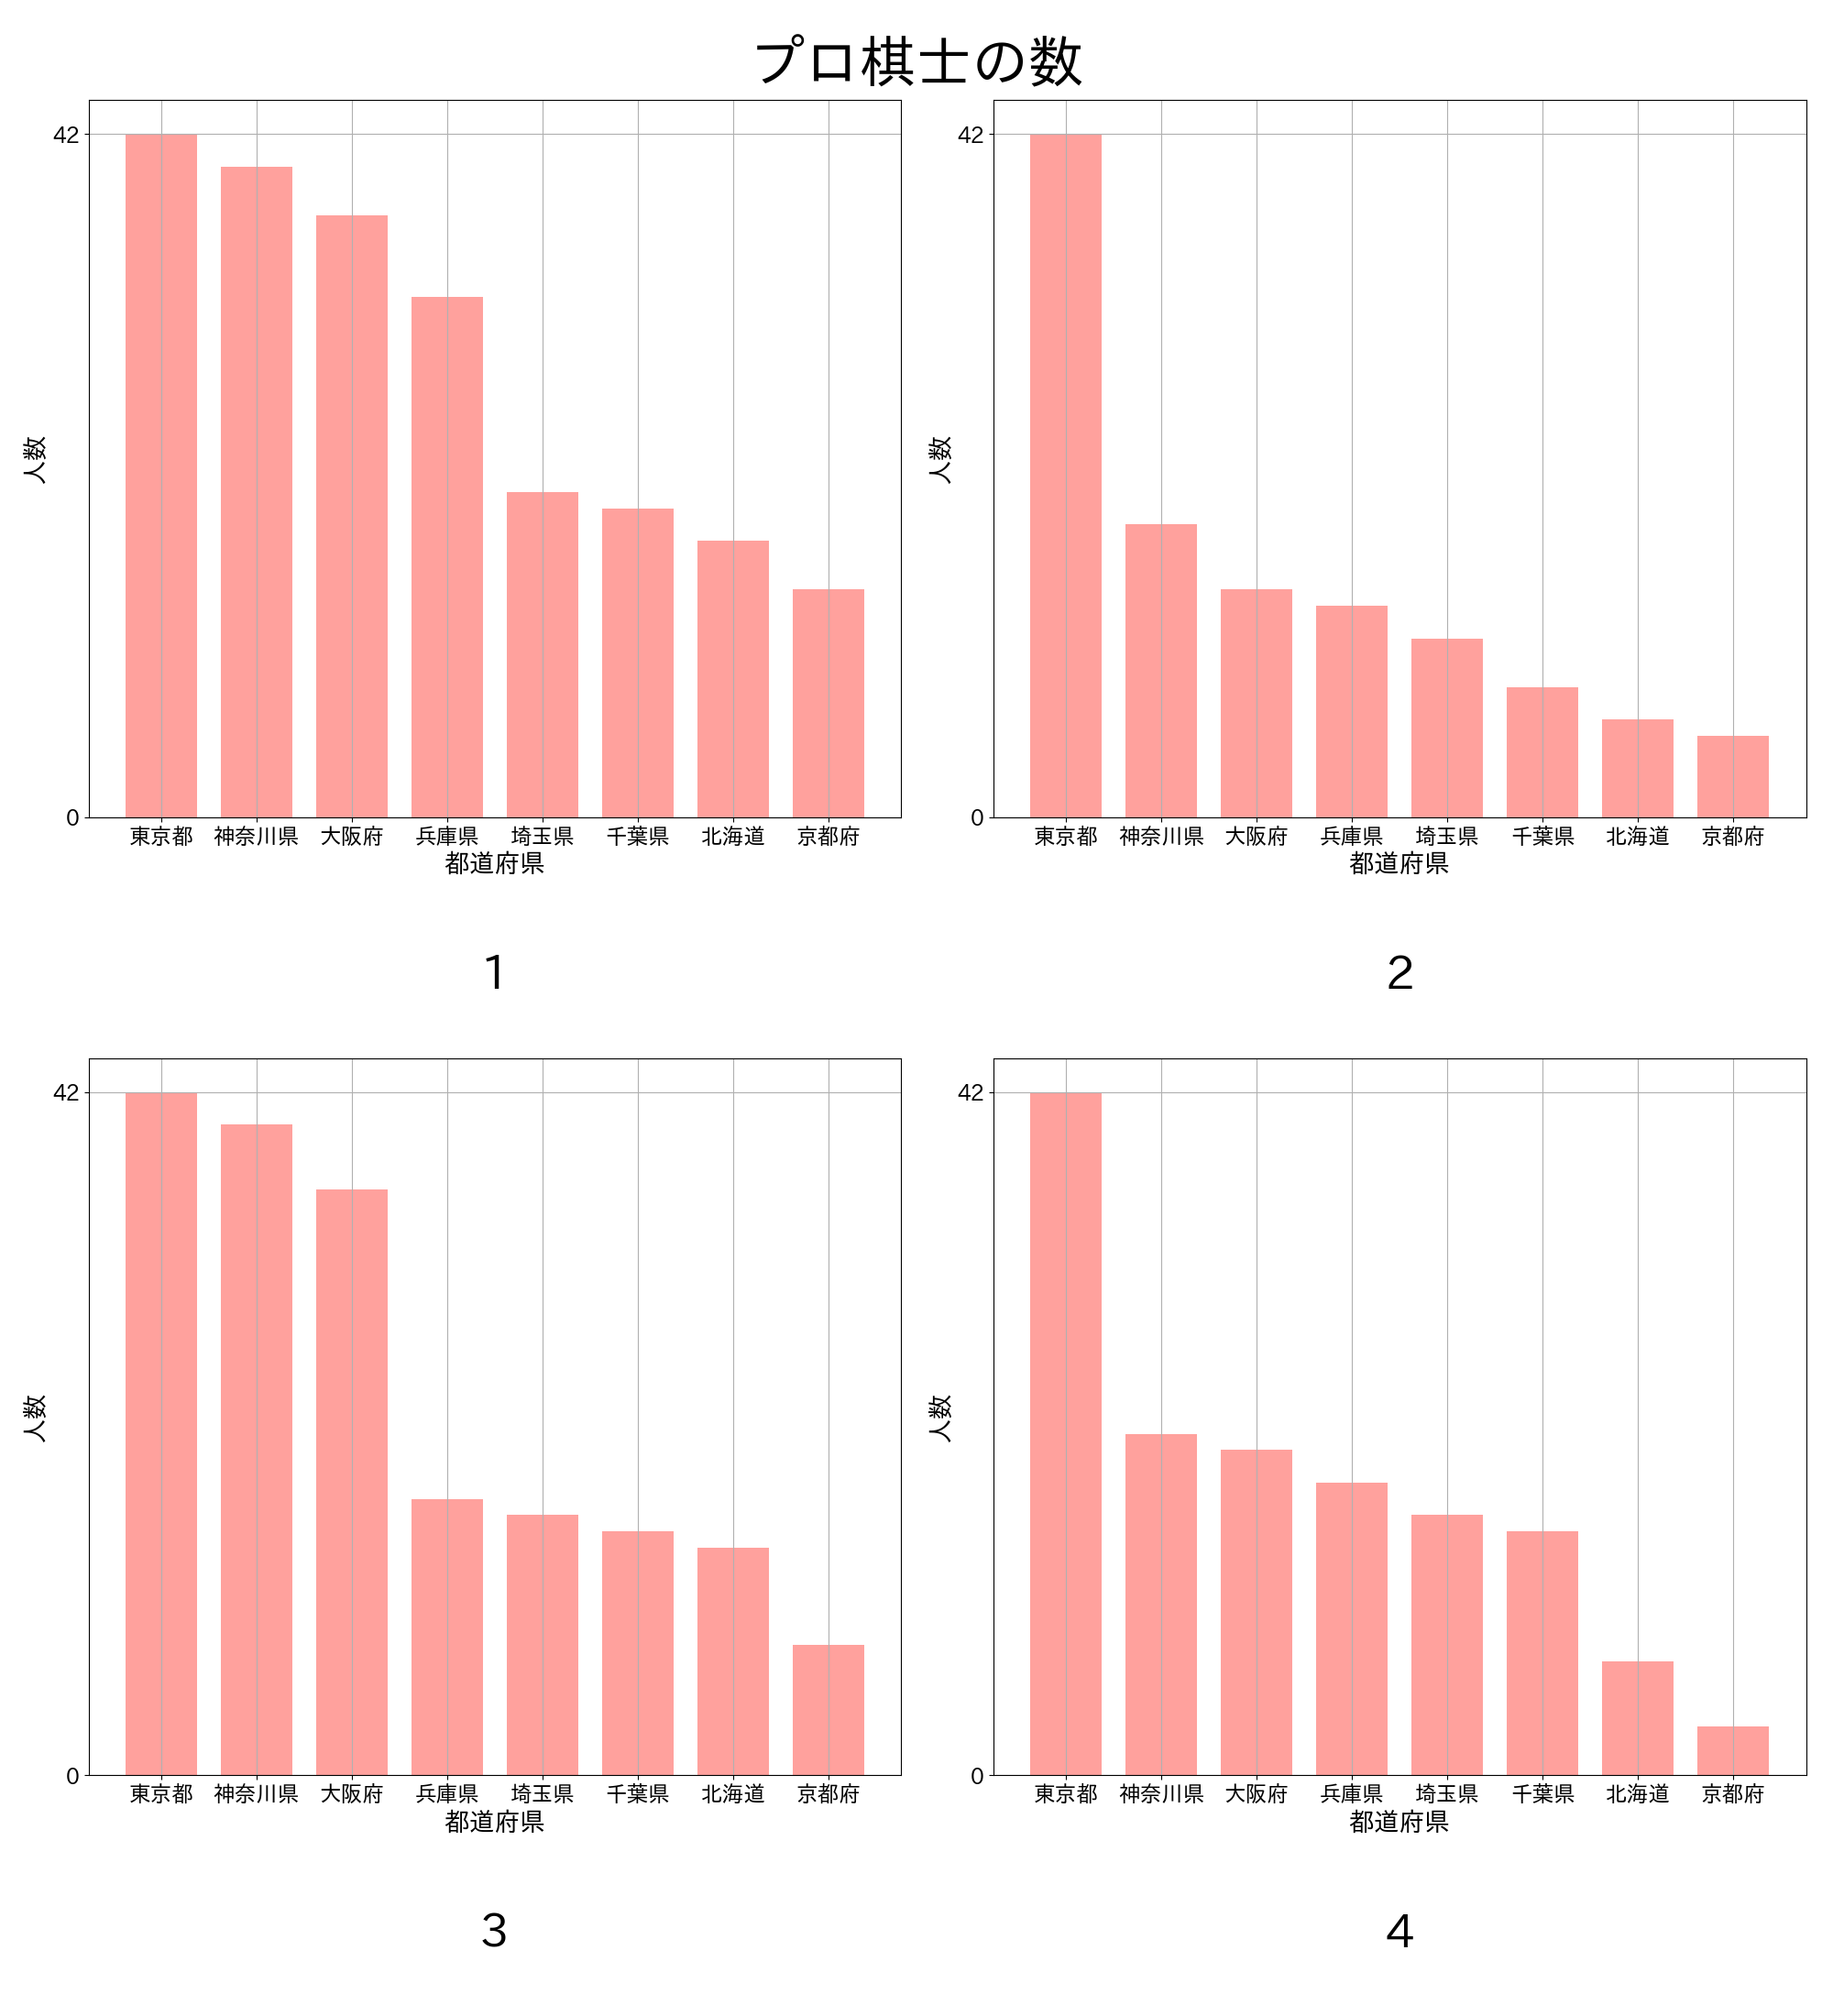 プロ棋士の数
42
0
人数
東京都 神奈川県 大阪府 兵庫県 埼玉県 千葉県 北海道 京都府
都道府県
1
42
0
人数
東京都 神奈川県 大阪府 兵庫県 埼玉県 千葉県 北海道 京都府
都道府県
2
42
0
人数
東京都 神奈川県 大阪府 兵庫県 埼玉県 千葉県 北海道 京都府
都道府県
3
42
0
人数
東京都 神奈川県 大阪府 兵庫県 埼玉県 千葉県 北海道 京都府
都道府県
4